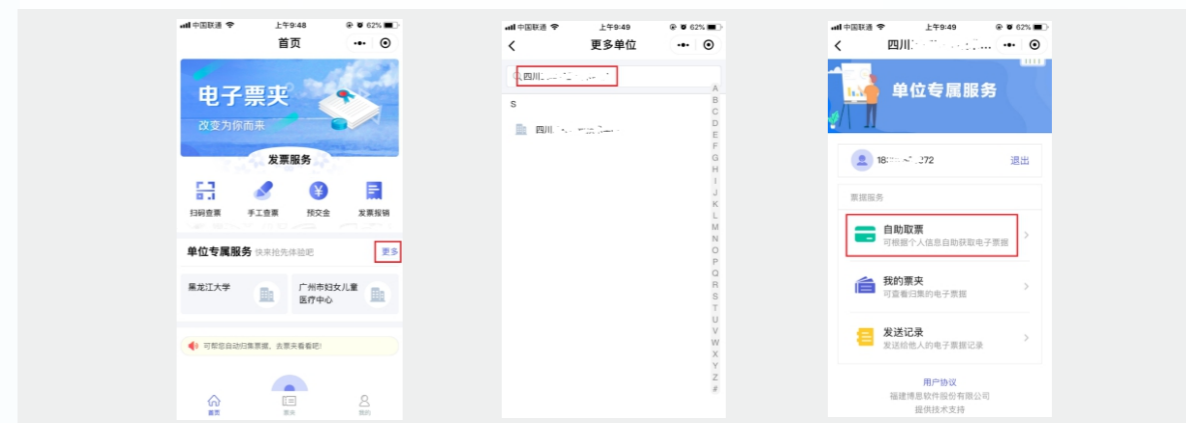 中国联通 上午9:48 62%
首页
电子票夹
改变为你而来
发票服务
扫码查票 手工查票 预交金 发票报销
单位专属服务 快来抢先体验吧 更多
黑龙江大学
广州市妇女儿童
医疗中心
可帮您自动归集票据，去票夹看看吧!
首页 票夹 我的
中国联通 上午9:49 62%
更多单位
四川
S
四川
A
B
C
D
E
F
G
H
I
J
K
L
M
N
O
P
Q
R
S
T
U
V
W
X
Y
Z
#
中国联通 上午9:49 62%
四川 ...
单位专属服务
18 272 退出
票据服务
自助取票
可根据个人信息自助获取电子票据
我的票夹
可查看归集的电子票据
发送记录
发送给他人的电子票据记录
用户协议
福建博思软件股份有限公司
提供技术支持